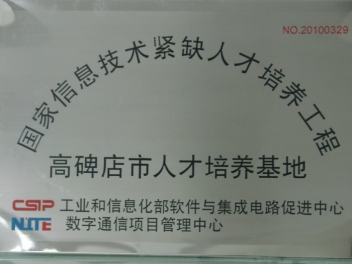 NO.20100329
国家信息技术紧缺人才培养工程
高碑店市人才培养基地
CSIP 工业和信息化部软件与集成电路促进中心
NITE 数字通信项目管理中心